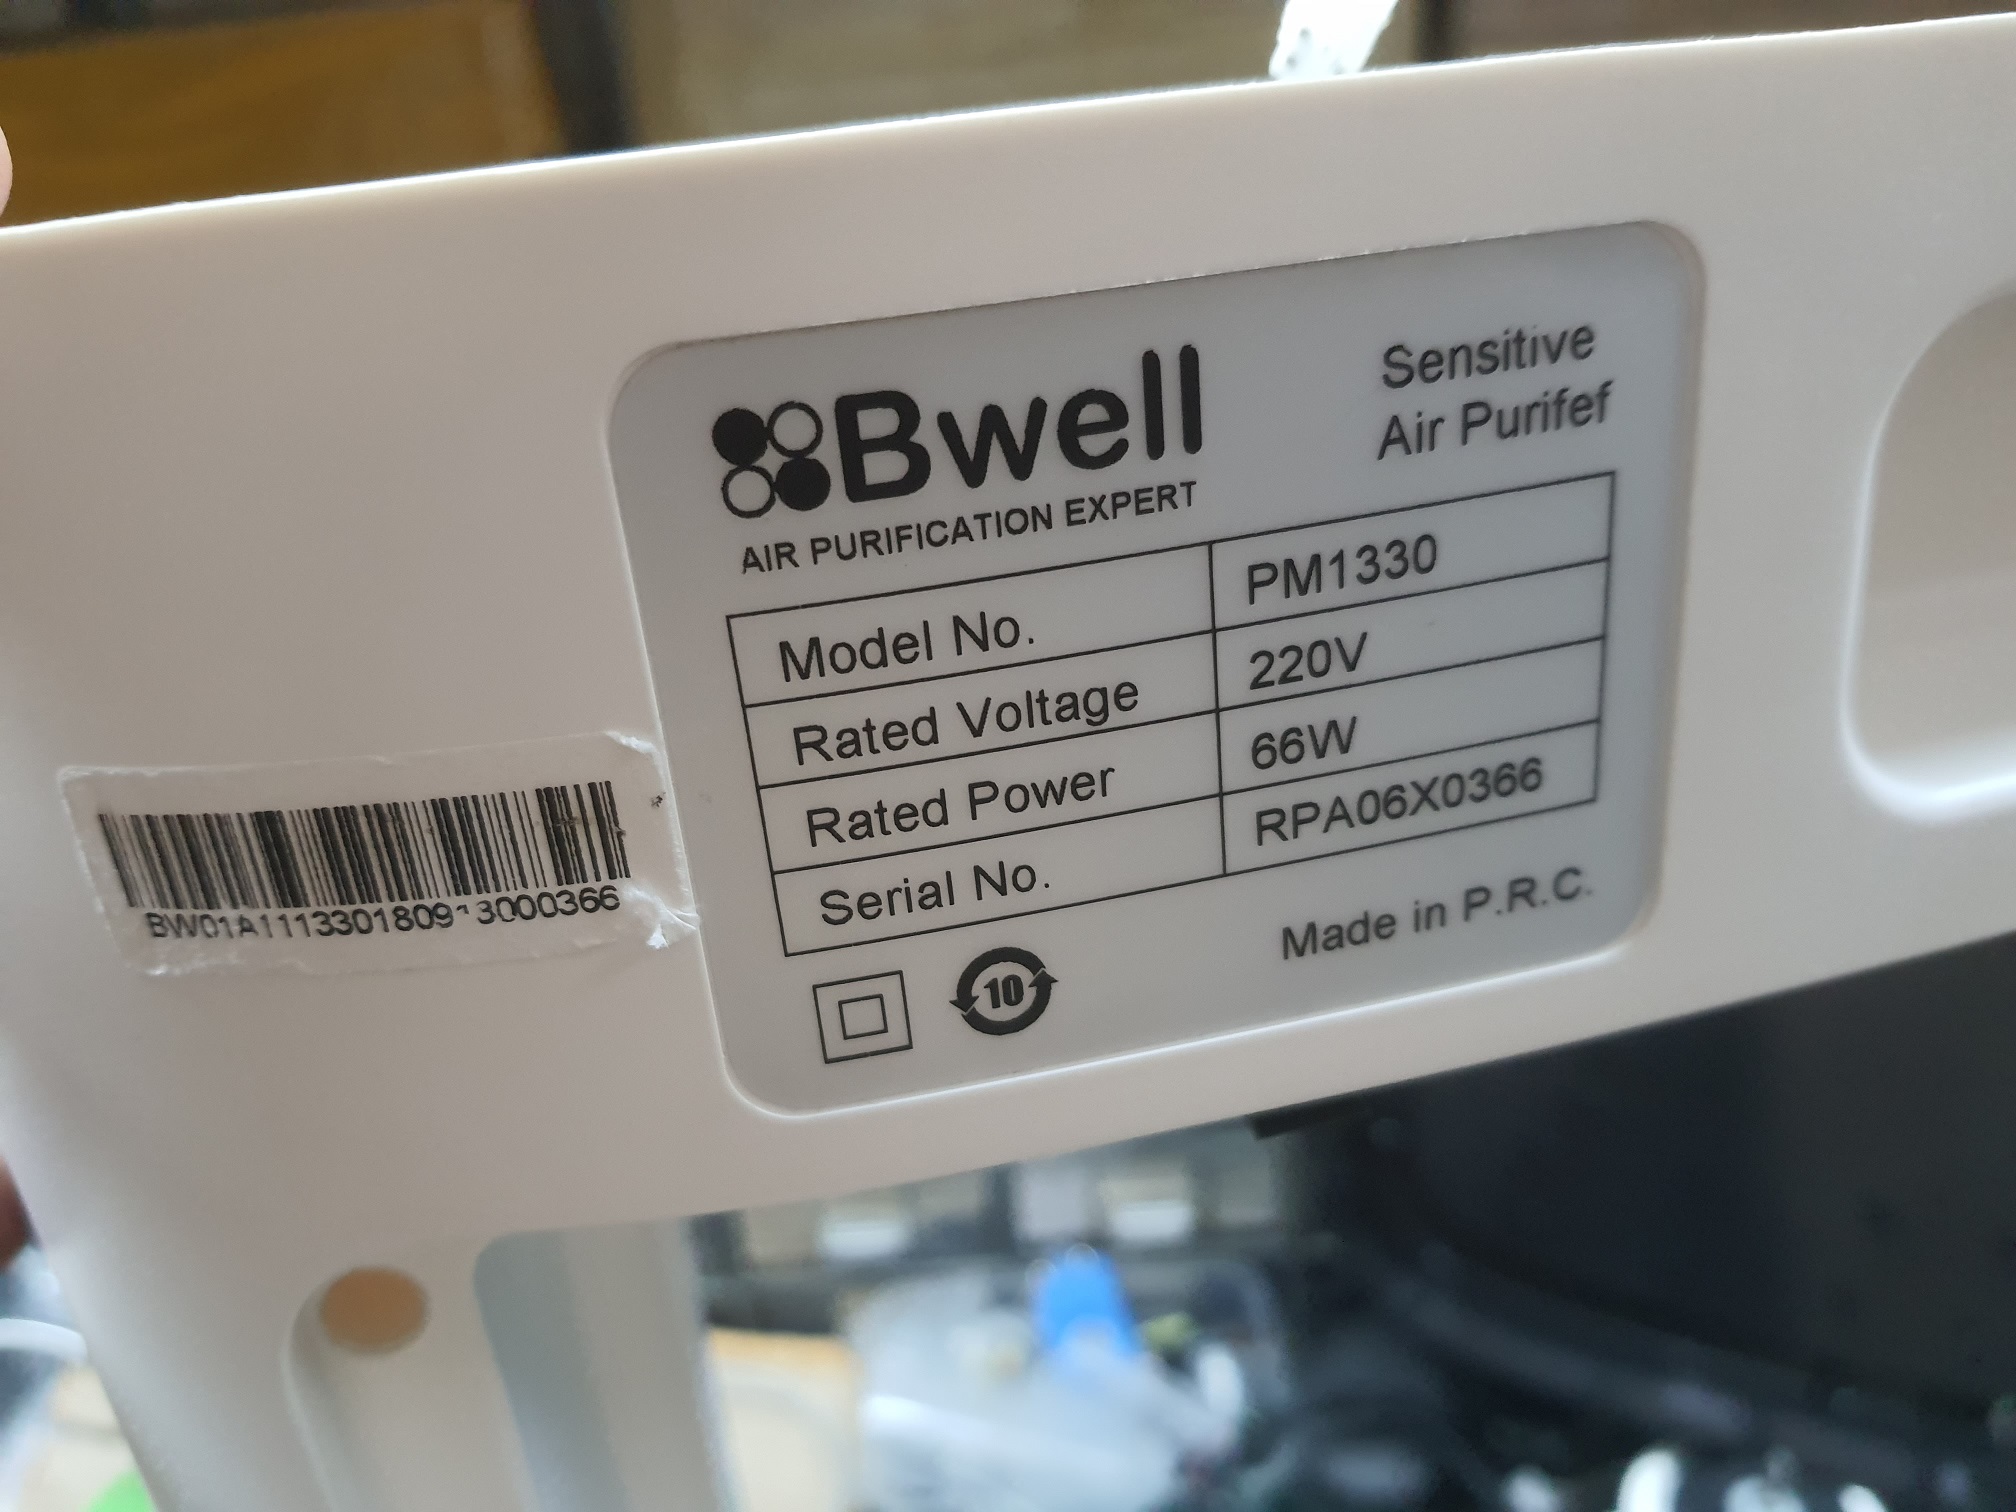 Bwell
AIR PURIFICATION EXPERT
Sensitive
Air Purifef
Model No. PM1330
Rated Voltage 220V
Rated Power 66W
Serial No. RPA06X0366
10
Made in P.R.C.